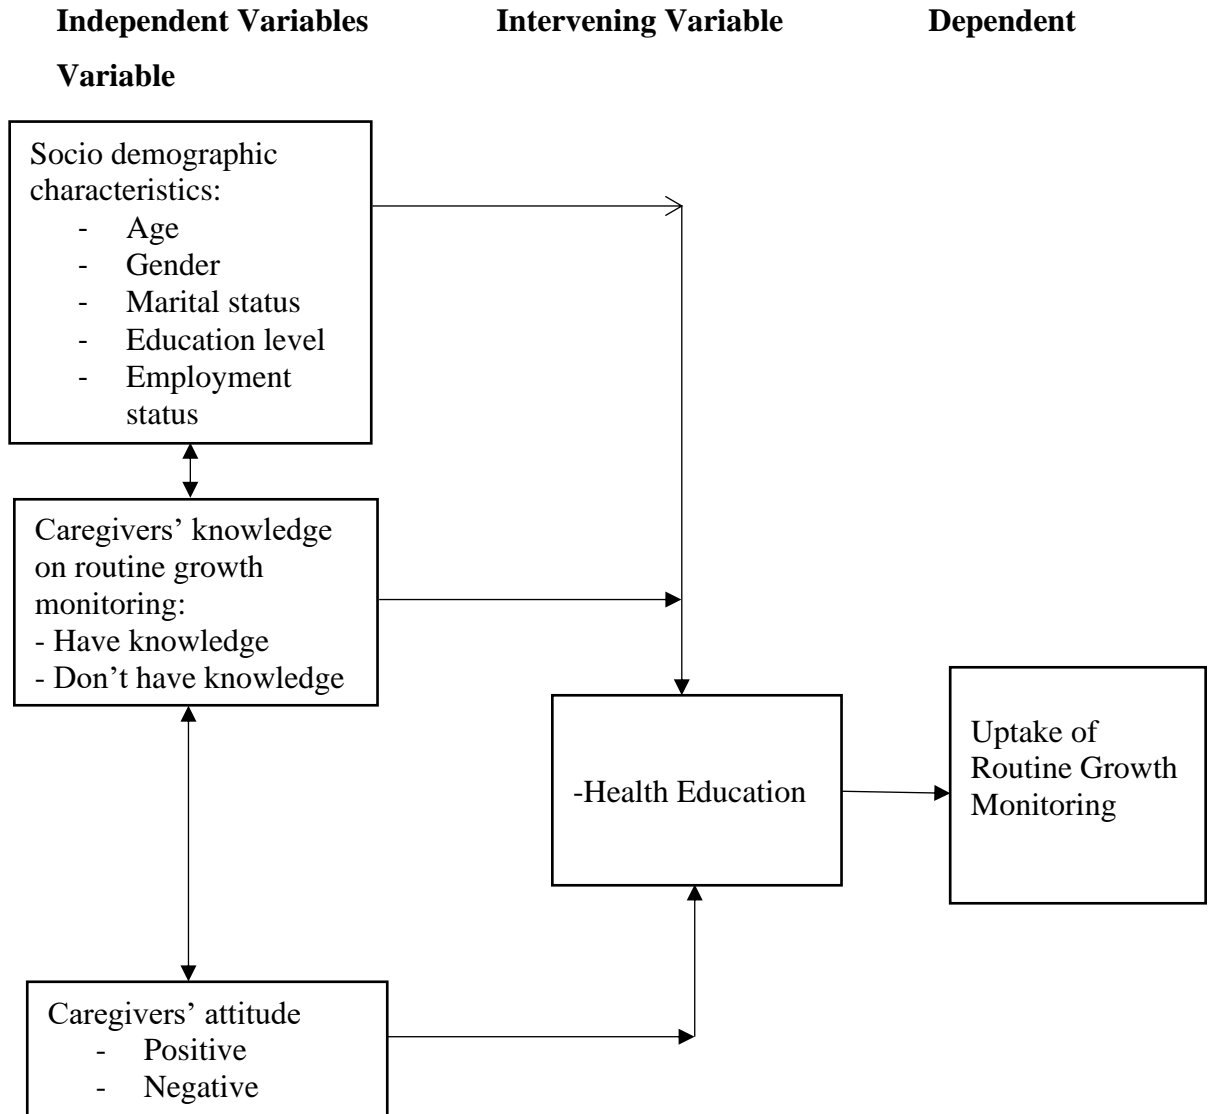 Independent Variables Intervening Variable Dependent
Variable
Socio demographic
characteristics:
- Age
- Gender
- Marital status
- Education level
- Employment
status
Caregivers’ knowledge
on routine growth
monitoring:
- Have knowledge
- Don’t have knowledge
-Health Education
Uptake of
Routine Growth
Monitoring
Caregivers’ attitude
- Positive
- Negative